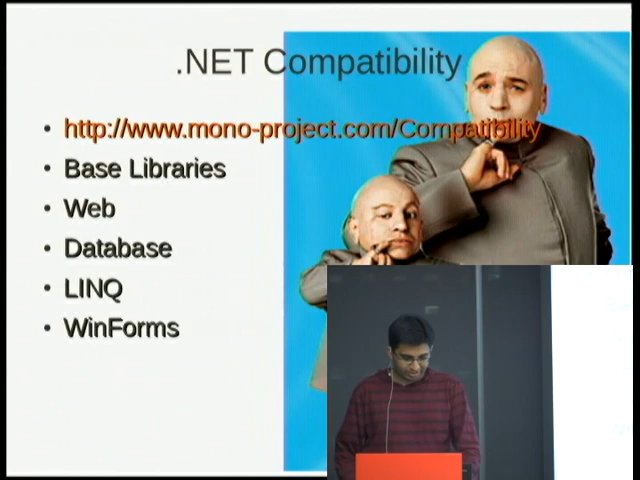 .NET Compatibility
http://www.mono-project.com/Compatibility
Base Libraries
Web
Database
LINQ
WinForms